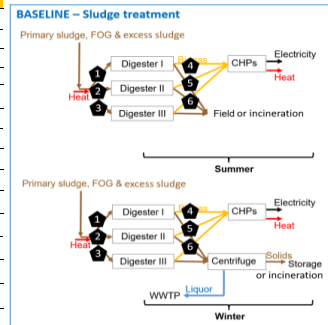 BASELINE – Sludge treatment
Primary sludge, FOG & excess sludge
Electricity
Digester I
4
CHPs
1
Heat
Heat
2
Digester II
5
3
6
Digester III
Field or incineration
Summer
Primary sludge, FOG & excess sludge
Electricity
Digester I
4
CHPs
1
Heat
5
Heat
2
Digester II
3
6
Digester III
Centrifuge
Solids
Storage
or incineration
Liquor
WWTP
Winter